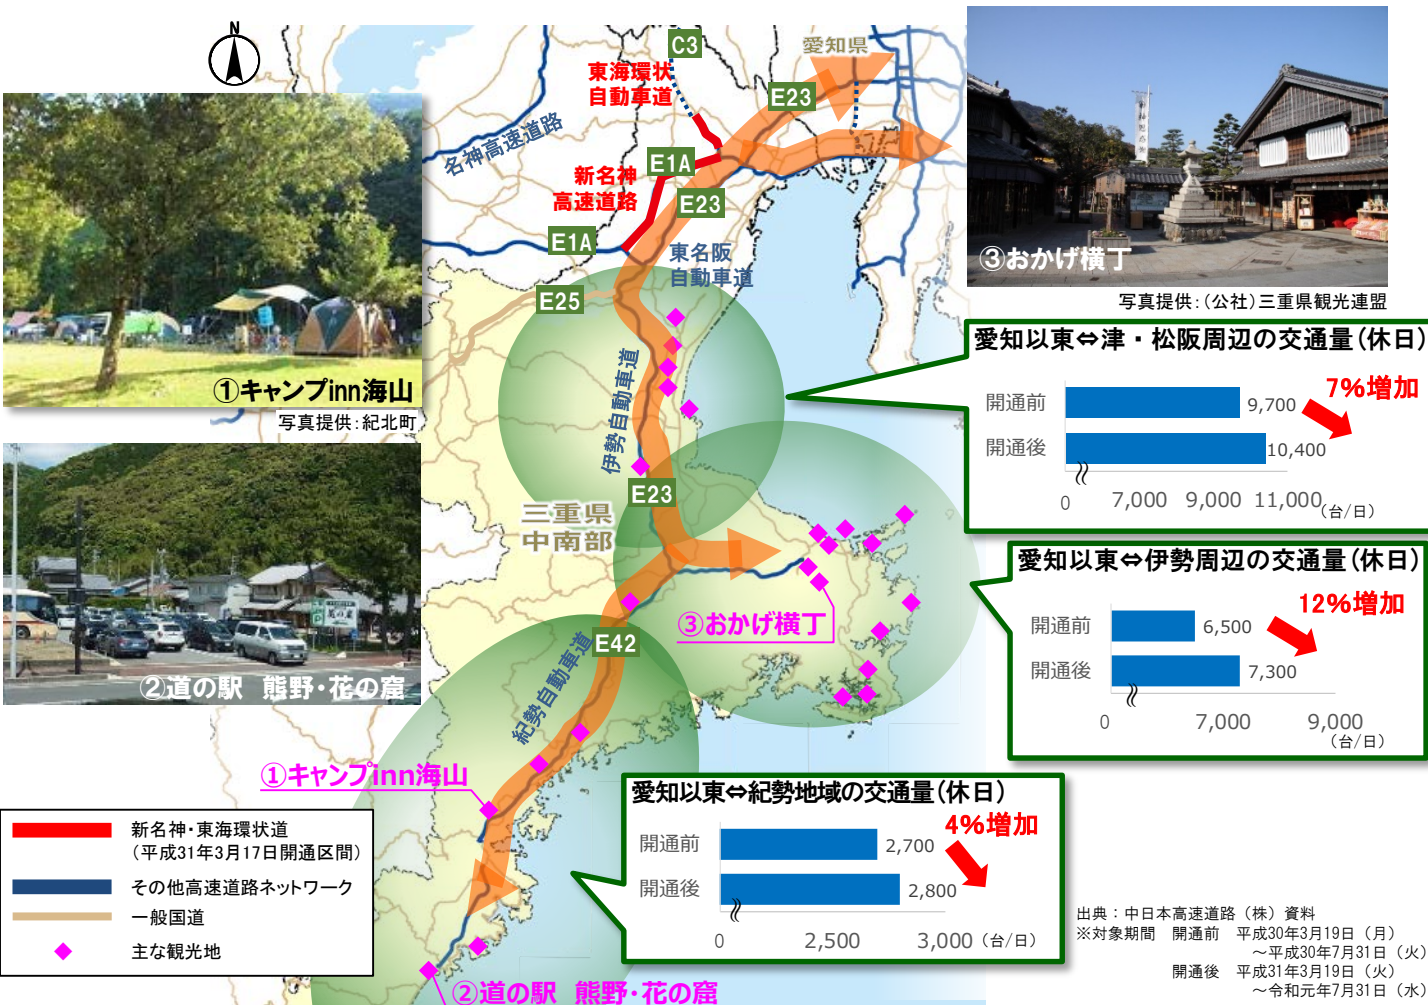 N
C3
愛知県
東海環状
自動車道
E23
名神高速道路
E1A
新名神
高速道路
E23
E1A
東名阪
自動車道
E25
伊勢自動車道
E23
三重県
中南部
③おかげ横丁
E42
紀勢自動車道
①キャンプinn海山
②道の駅 熊野・花の窟
①キャンプinn海山
写真提供:紀北町
②道の駅 熊野・花の窟
③おかげ横丁
写真提供:(公社)三重県観光連盟
愛知以東⇔津・松阪周辺の交通量(休日)
7%増加
開通前 9,700
開通後 10,400
0 7,000 9,000 11,000 (台/日)
愛知以東⇔伊勢周辺の交通量(休日)
12%増加
開通前 6,500
開通後 7,300
0 7,000 9,000
(台/日)
愛知以東⇔紀勢地域の交通量(休日)
4%増加
開通前 2,700
開通後 2,800
0 2,500 3,000 (台/日)
新名神・東海環状道
(平成31年3月17日開通区間)
その他高速道路ネットワーク
一般国道
主な観光地
出典:中日本高速道路(株)資料
※対象期間 開通前 平成30年3月19日(月)
~平成30年7月31日(火)
開通後 平成31年3月19日(火)
~令和元年7月31日(水)